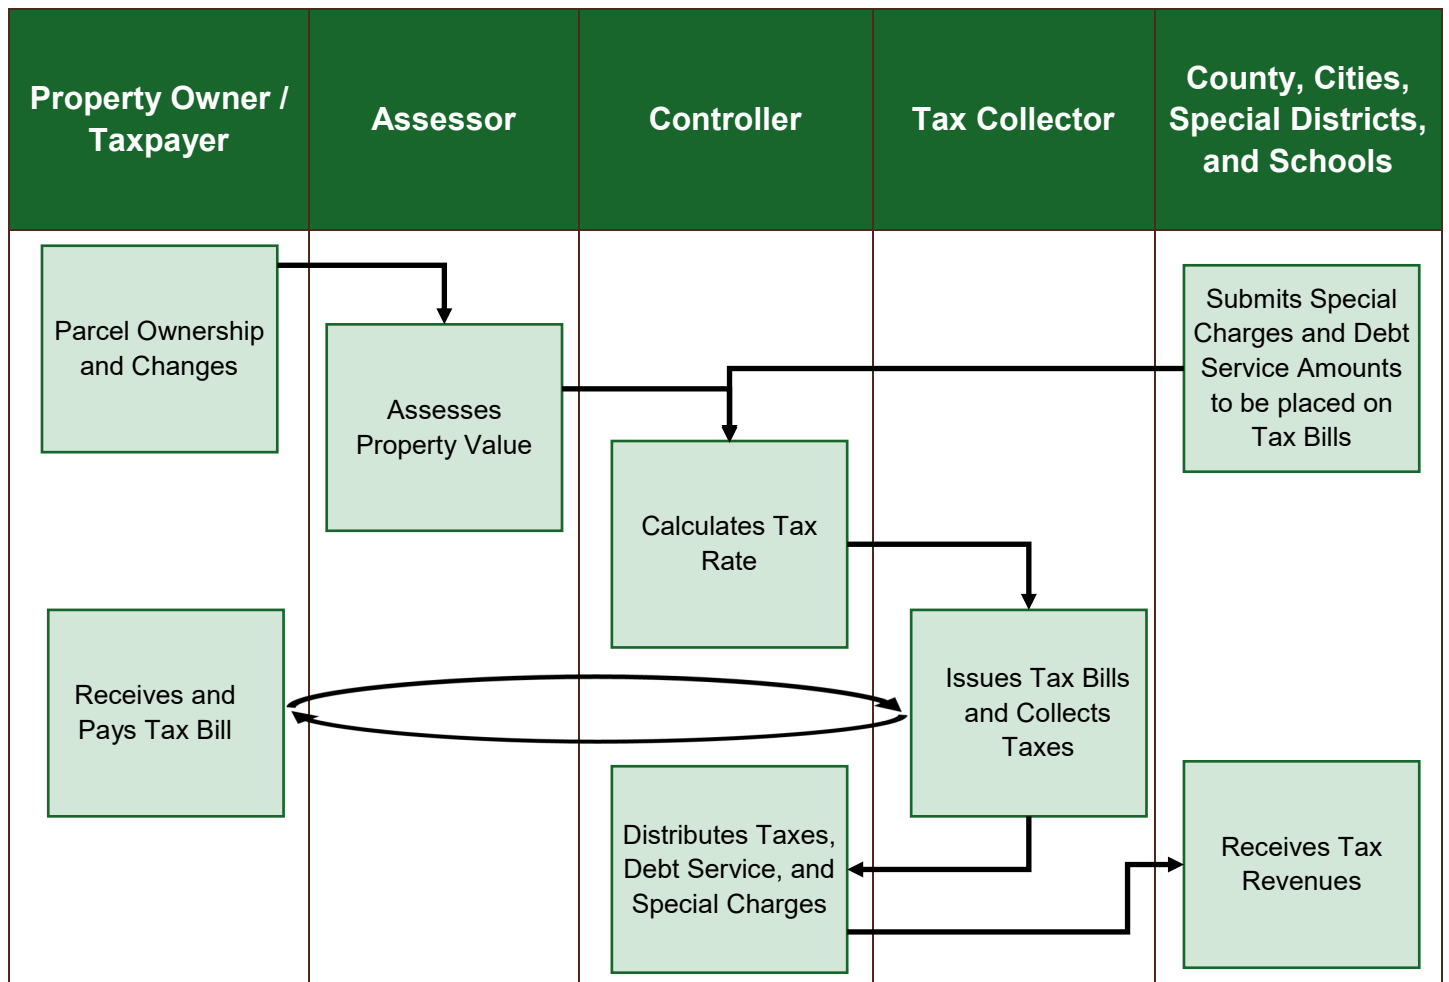 Property Owner /
Taxpayer
Assessor
Controller
Tax Collector
County, Cities,
Special Districts,
and Schools
Parcel Ownership
and Changes
Assesses
Property Value
Submits Special
Charges and Debt
Service Amounts
to be placed on
Tax Bills
Calculates Tax
Rate
Receives and
Pays Tax Bill
Issues Tax Bills
and Collects
Taxes
Distributes Taxes,
Debt Service, and
Special Charges
Receives Tax
Revenues